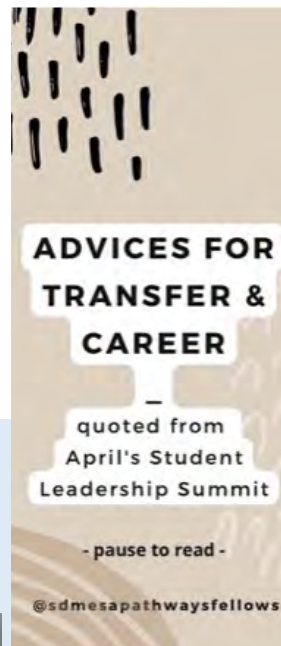 ADVICES FOR
TRANSFER &
CAREER
—
quoted from
April's Student
Leadership Summit
- pause to read -
@sdmesapathwaysfellows